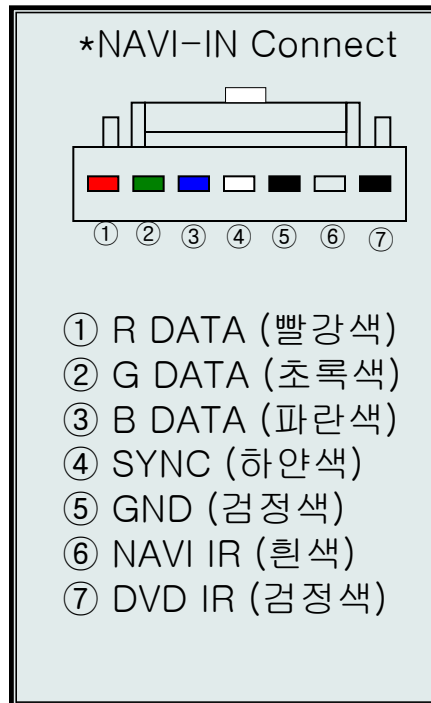 *NAVI-IN Connect
① ② ③ ④ ⑤ ⑥ ⑦
① R DATA (빨강색)
② G DATA (초록색)
③ B DATA (파란색)
④ SYNC (하얀색)
⑤ GND (검정색)
⑥ NAVI IR (흰색)
⑦ DVD IR (검정색)